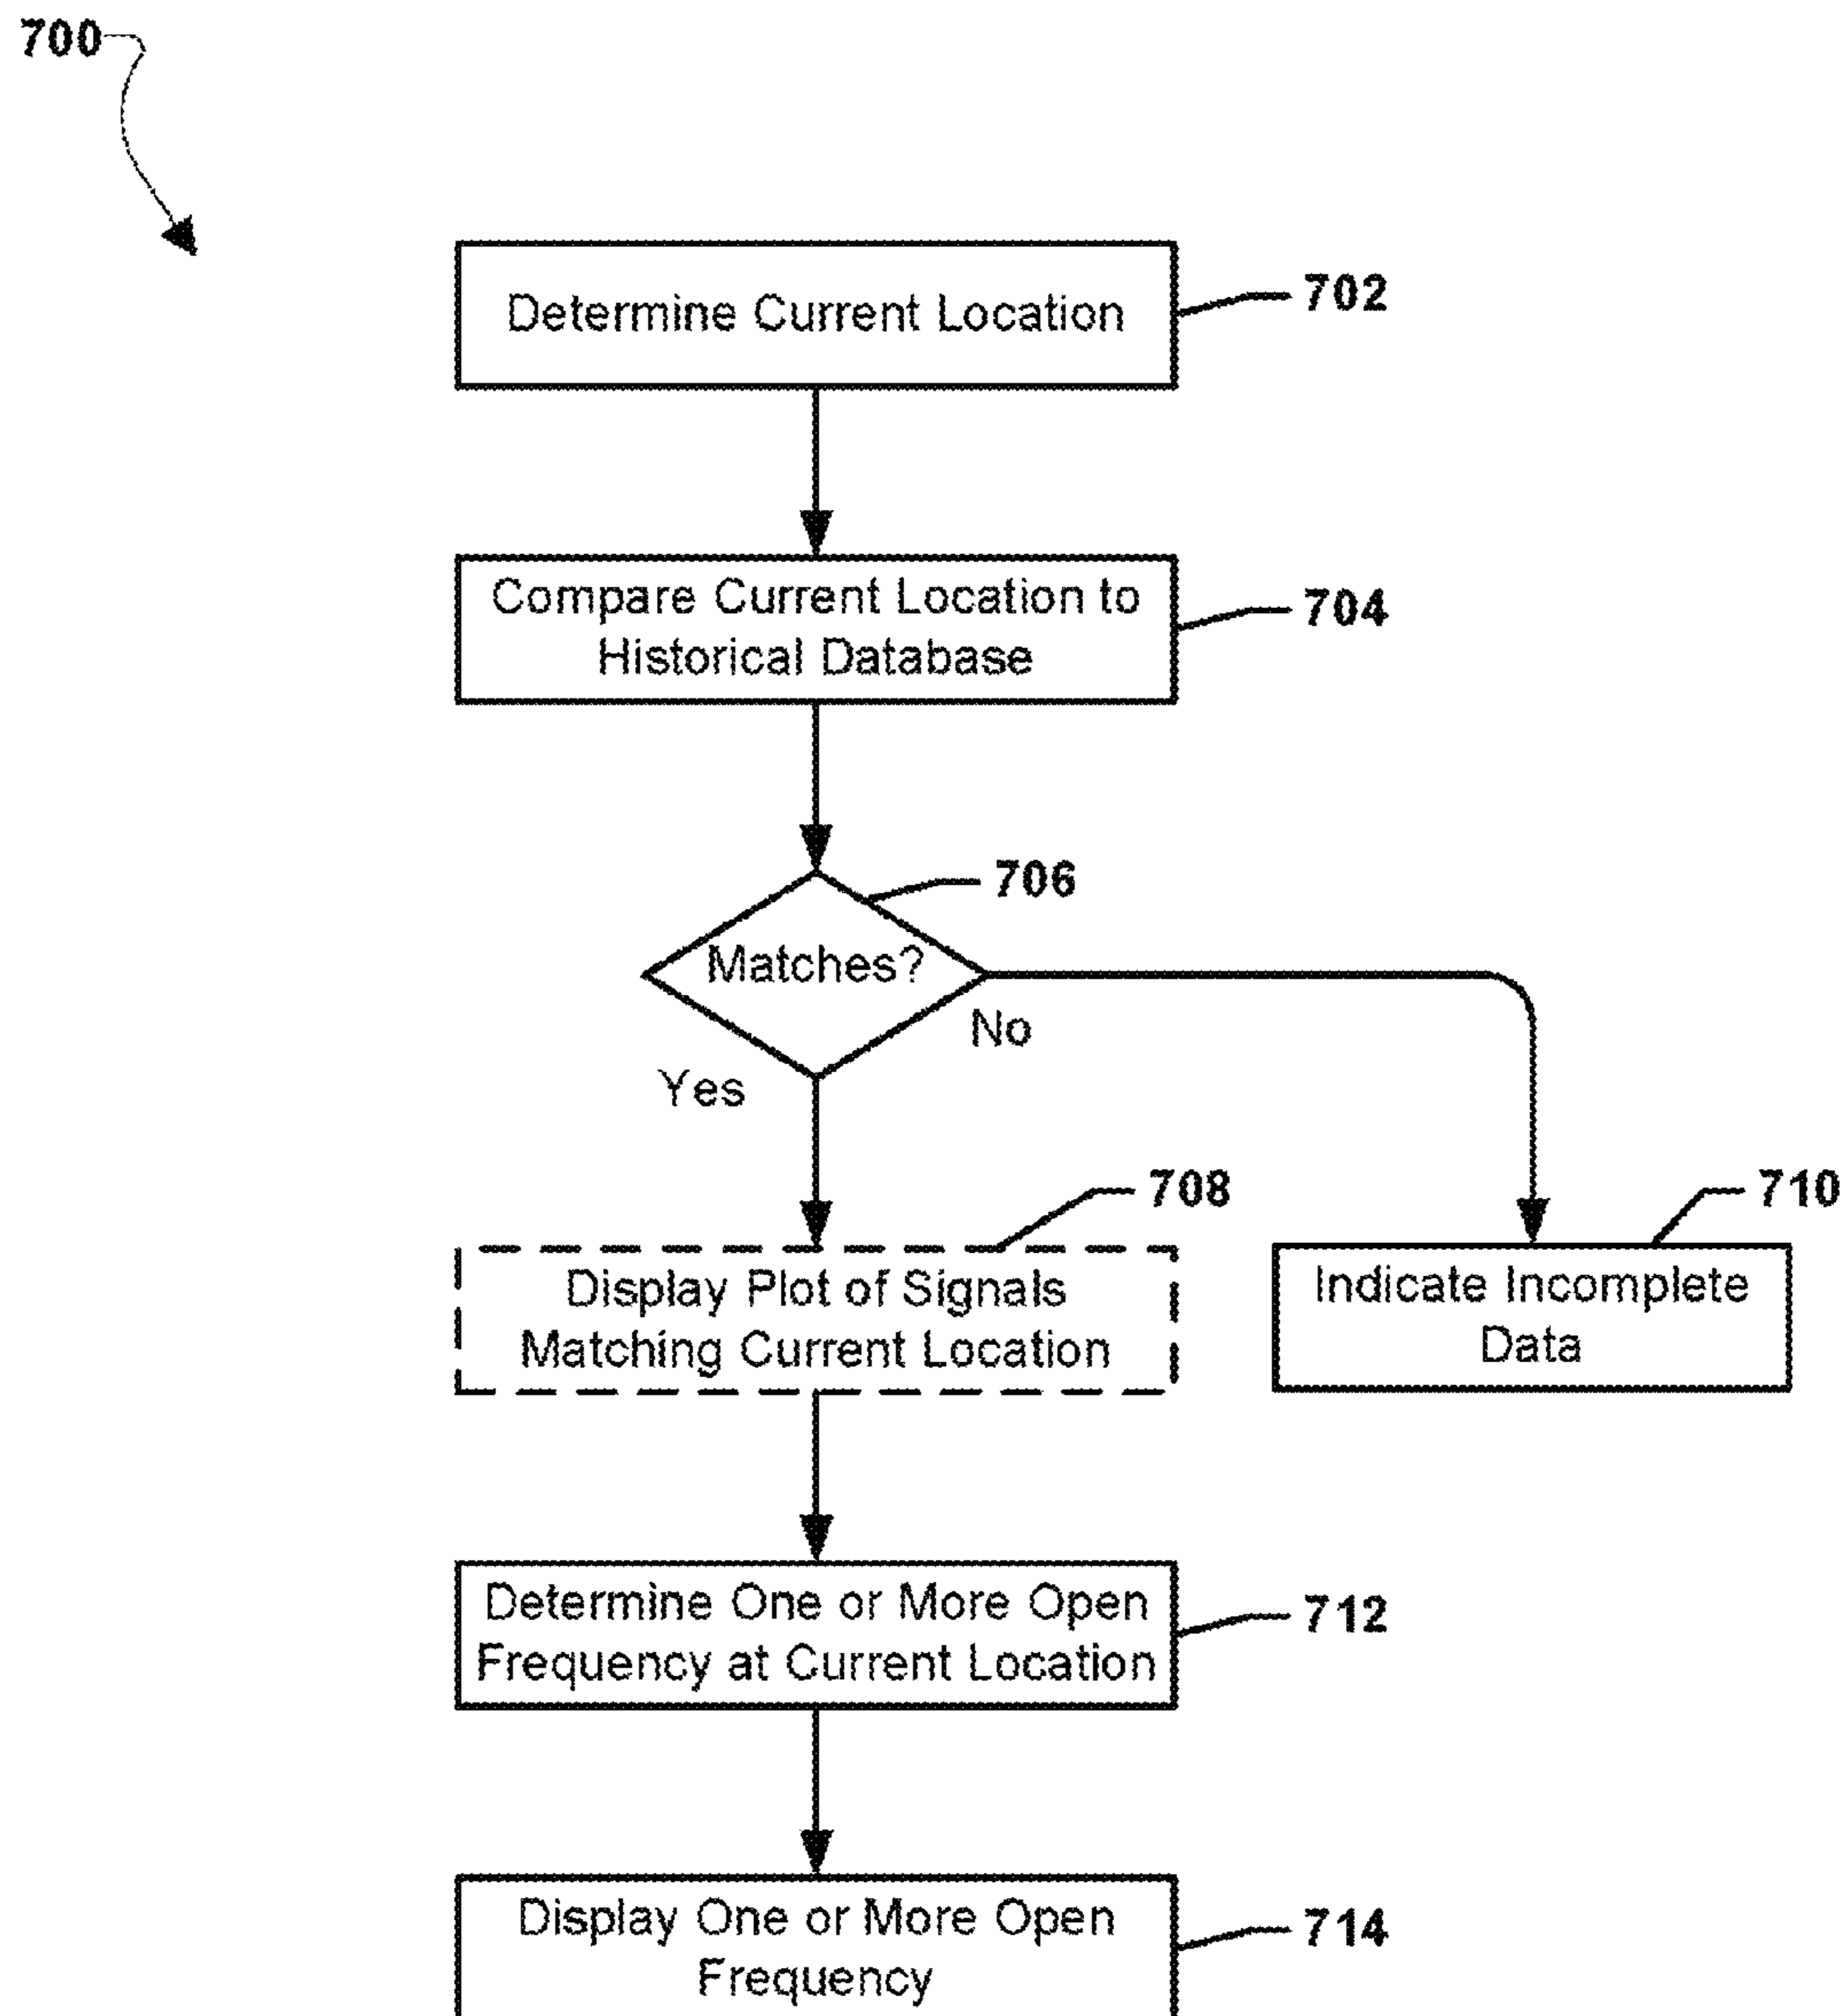 700
Determine Current Location
702
Compare Current Location to
Historical Database
704
706
Matches?
No
Yes
708
710
Display Plot of Signals
Matching Current Location
Indicate Incomplete
Data
Determine One or More Open
Frequency at Current Location
712
Display One or More Open
Frequency
714